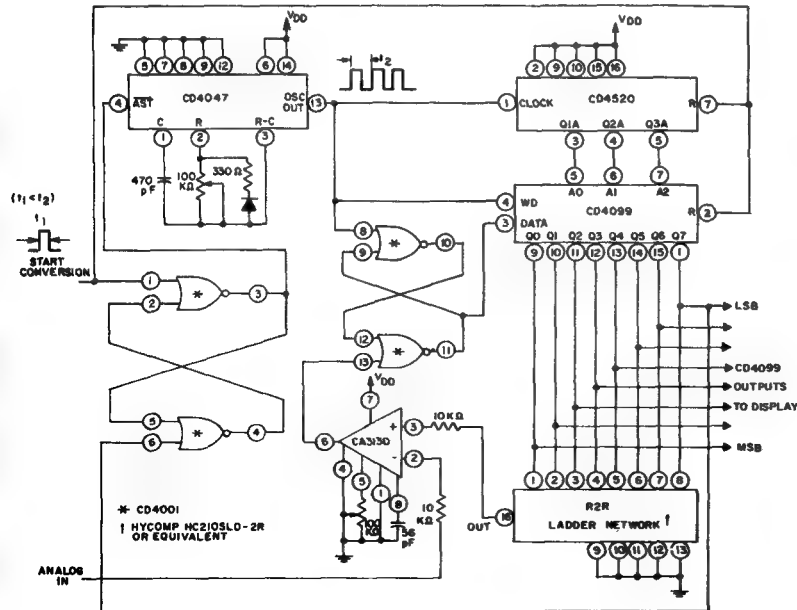 VDD
5 7 8 9 12
6 14
4 AST CD4047 OSC OUT 13
C R R-C
1 2 3
470 pF
100 KΩ
330 Ω
t2
VDD
2 9 10 15 16
CD4520
1 CLOCK
R 7
Q1A Q2A Q3A
3 4 5
5 6 7
A0 A1 A2
4 WD
3 DATA
CD4099
R 2
Q0 Q1 Q2 Q3 Q4 Q5 Q6 Q7
9 10 11 12 13 14 15 1
(t1 < t2)
t1
START CONVERSION
1
2
* 3
5
6
* 4
8
9
* 10
12
13
* 11
LSB
CD4099
OUTPUTS
TO DISPLAY
MSB
VDD
7
6 CA3130
+ 3 10KΩ
- 2
4 5 1 8
100 KΩ
56 pF
10 KΩ
1 2 3 4 5 6 7 8
OUT 16
R2R
LADDER NETWORK †
9 10 11 12 13
* CD4001
† HYCOMP HC210SLD-2R
OR EQUIVALENT
ANALOG IN